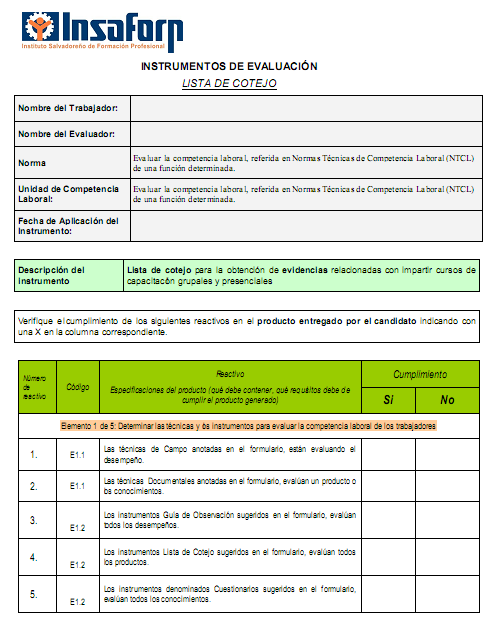 Insaforp
Instituto Salvadoreño de Formación Profesional
INSTRUMENTOS DE EVALUACIÓN
LISTA DE COTEJO
Nombre del Trabajador:
Nombre del Evaluador:
Norma
Evaluar la competencia laboral, referida en Normas Técnicas de Competencia Laboral (NTCL)
de una función determinada.
Unidad de Competencia
Laboral:
Evaluar la competencia laboral, referida en Normas Técnicas de Competencia Laboral (NTCL)
de una función determinada.
Fecha de Aplicación del
Instrumento:
Descripción del
Instrumento
Lista de cotejo para la obtención de evidencias relacionadas con impartir cursos de
capacitacón grupales y presenciales
Verifique el cumplimiento de los siguientes reactivos en el producto entregado por el candidato indicando con
una X en la columna correspondiente.
Número
de
reactivo
Código
Reactivo
Especificaciones del producto (qué debe contener, qué requisitos debe de
cumplir el producto generado)
Cumplimiento
Si
No
Elemento 1 de 5: Determinar las técnicas y os instrumentos para evaluar la competencia laboral de los trabajadores
1.
E1.1
Las técnicas de Campo anotadas en el formulario, están evaluando el
desempeño.
2.
E1.1
Las técnicas Documentales anotadas en el formulario, evalúan un producto o
os conocimientos.
3.
E1.2
Los instrumentos Guía de Observación sugeridos en el formulario, evalúan
todos los desempeños.
4.
E1.2
Los instrumentos Lista de Cotejo sugeridos en el formulario, evalúan todos
los productos.
5.
E1.2
Los instrumentos denominados Cuestionarios sugeridos en el formulario,
evalúan todos los conocimientos.